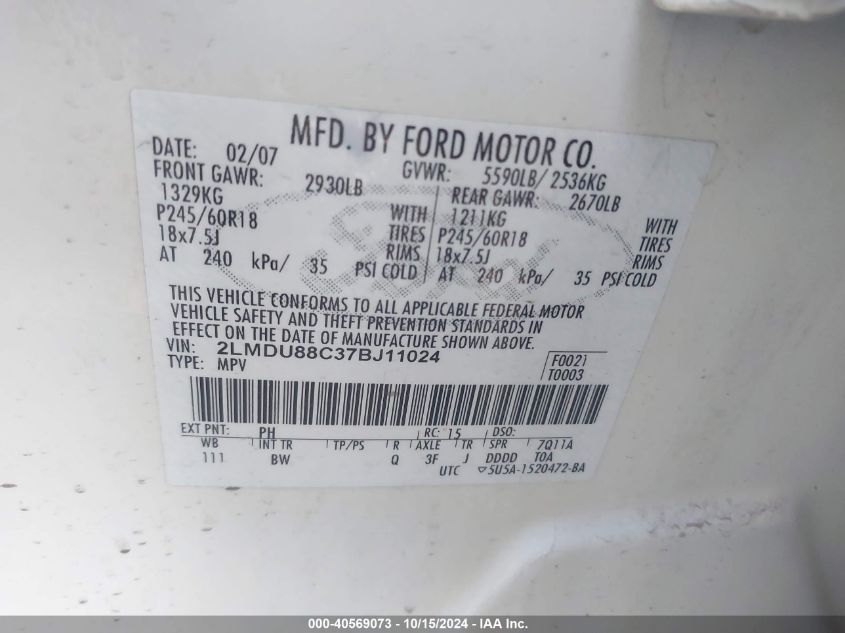 MFD. BY FORD MOTOR CO.
DATE: 02/07 GVWR: 5590LB/ 2536KG
FRONT GAWR: 2930LB REAR GAWR: 2670LB
1329KG WITH 1211KG WITH
P245/60R18 TIRES P245/60R18 TIRES
18x7.5J RIMS 18x7.5J RIMS
AT 240 kPa/ 35 PSI COLD AT 240 kPa/ 35 PSI COLD
Ford
THIS VEHICLE CONFORMS TO ALL APPLICABLE FEDERAL MOTOR
VEHICLE SAFETY AND THEFT PREVENTION STANDARDS IN
EFFECT ON THE DATE OF MANUFACTURE SHOWN ABOVE.
VIN: 2LMDU88C37BJ11024 F0021
TYPE: MPV T0003
EXT PNT: PH RC: 15 DSO:
WB INT TR TP/PS R AXLE TR SPR 7Q11A
111 BW Q 3F J DDDD TOA
UTC ▽5U5A-1520472-BA
000-40569073 - 10/15/2024 - IAA Inc.